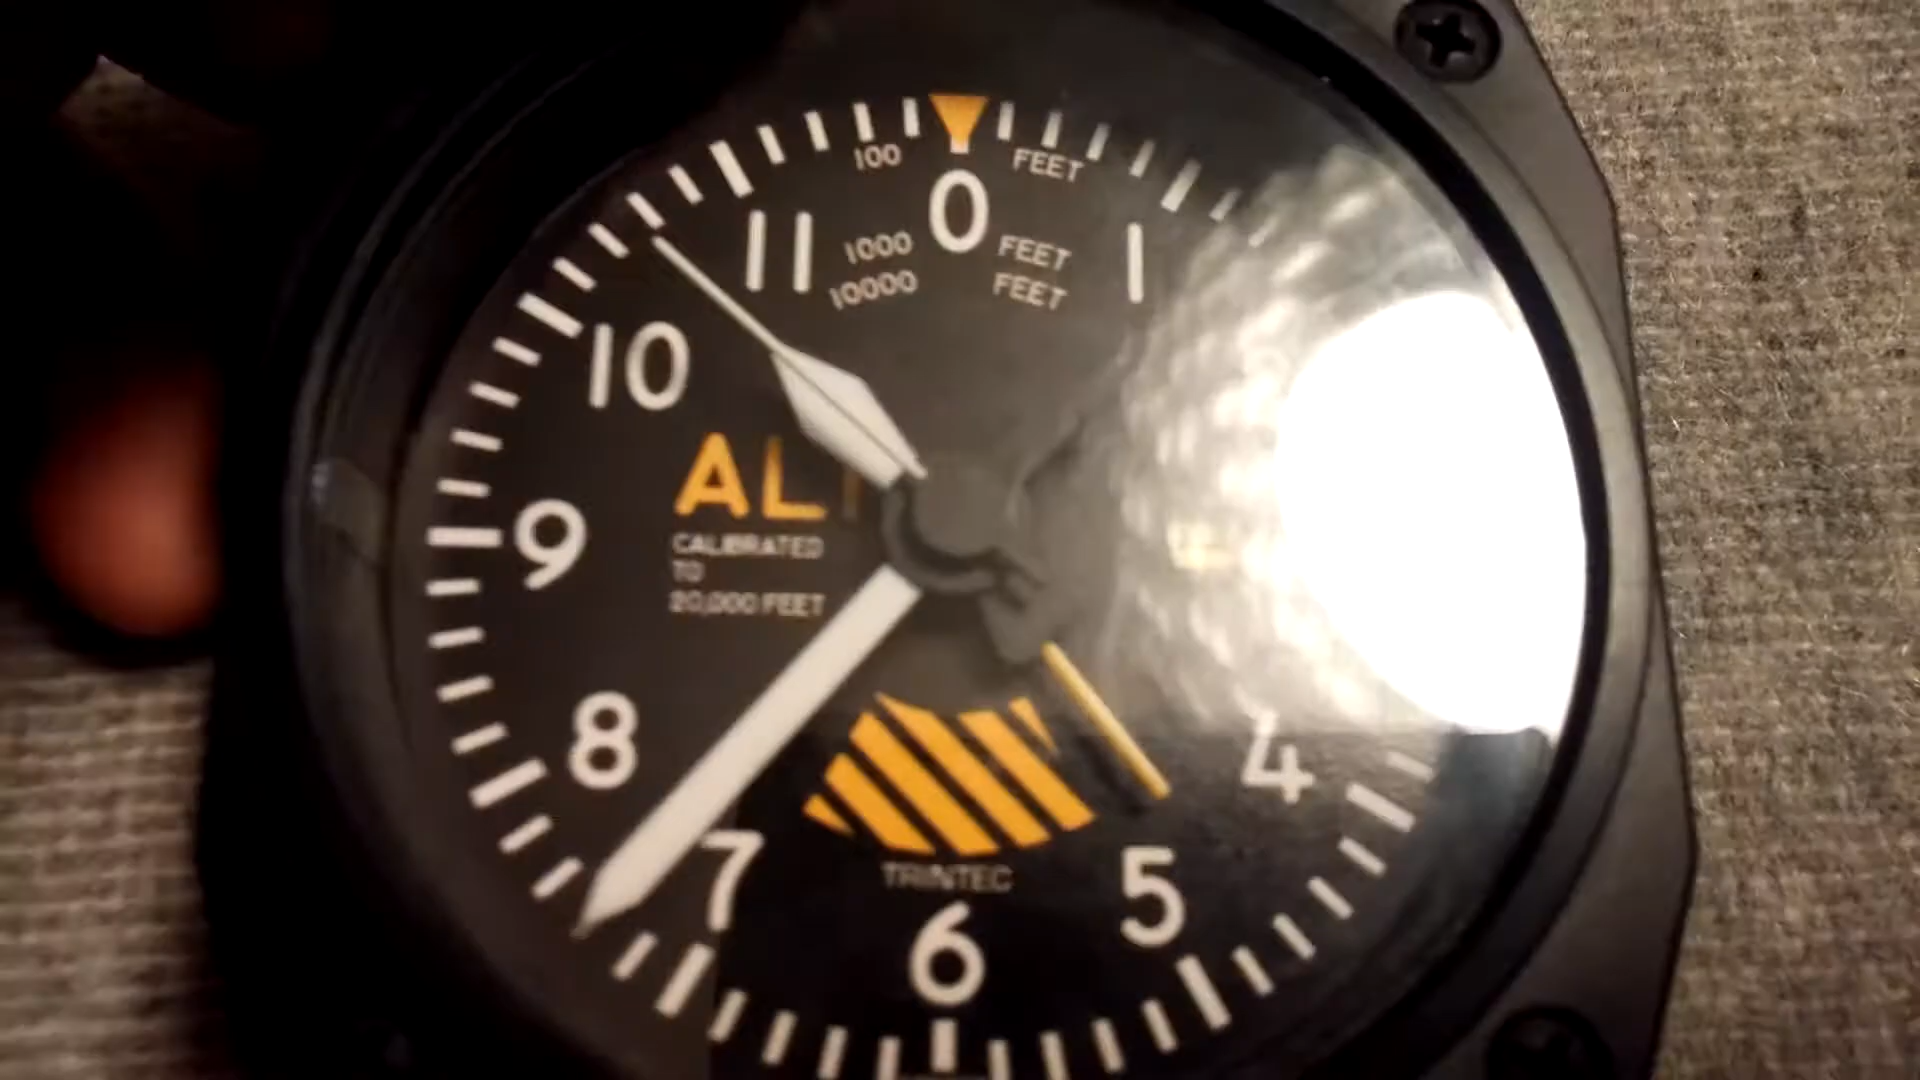 100 FEET
0
1000 FEET
10000 FEET
11
1
10
AL
9
CALIBRATED
TO
20,000 FEET
8
4
7
TRINTEC
5
6